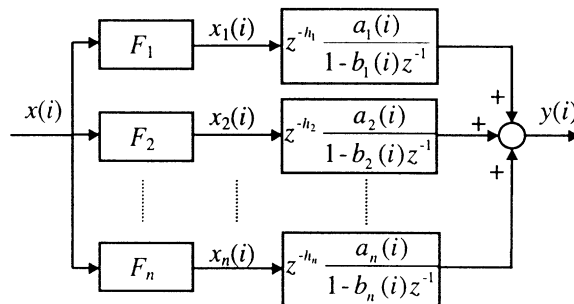 F₁ x₁(i) z^{-h₁} a₁(i) / (1 - b₁(i) z⁻¹)
+
x(i) F₂ x₂(i) z^{-h₂} a₂(i) / (1 - b₂(i) z⁻¹) + y(i)
+
Fₙ xₙ(i) z^{-hₙ} aₙ(i) / (1 - bₙ(i) z⁻¹)